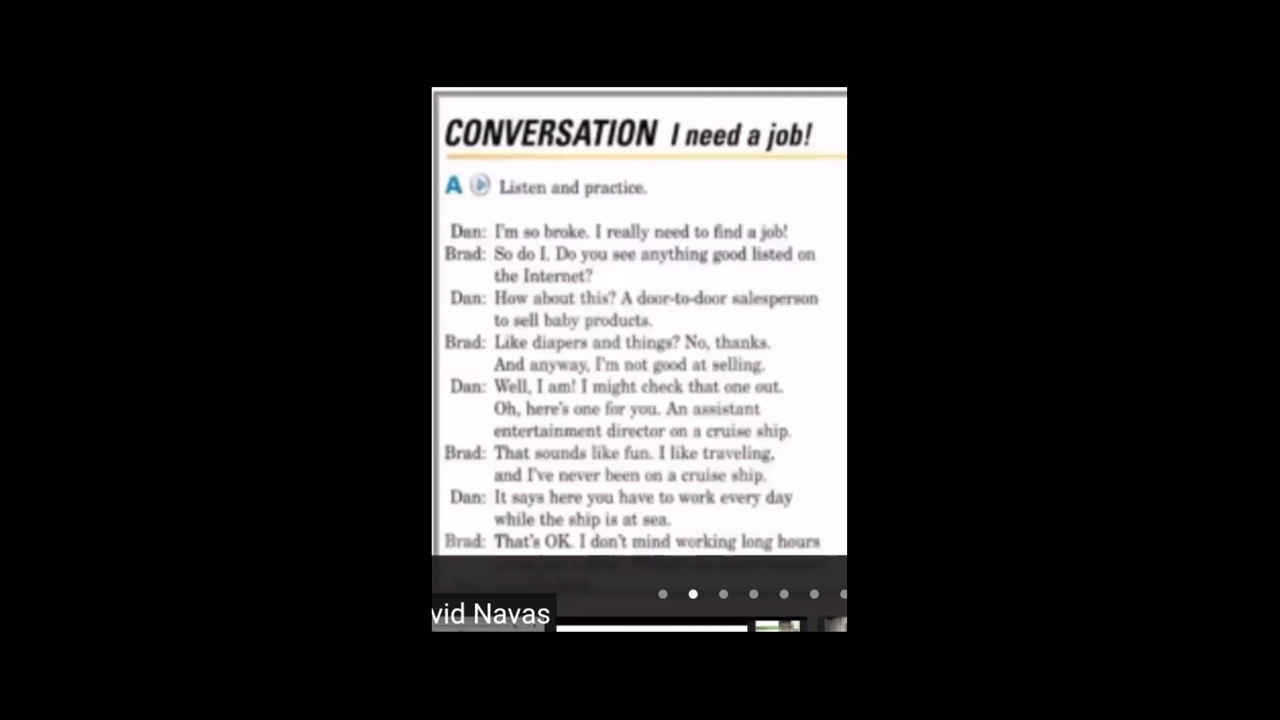 CONVERSATION I need a job!
A Listen and practice.
Dan: I'm so broke. I really need to find a job!
Brad: So do I. Do you see anything good listed on
the Internet?
Dan: How about this? A door-to-door salesperson
to sell baby products.
Brad: Like diapers and things? No, thanks.
And anyway, I'm not good at selling.
Dan: Well, I am! I might check that one out.
Oh, here's one for you. An assistant
entertainment director on a cruise ship.
Brad: That sounds like fun. I like traveling,
and I've never been on a cruise ship.
Dan: It says here you have to work every day
while the ship is at sea.
Brad: That's OK. I don't mind working long hours
vid Navas